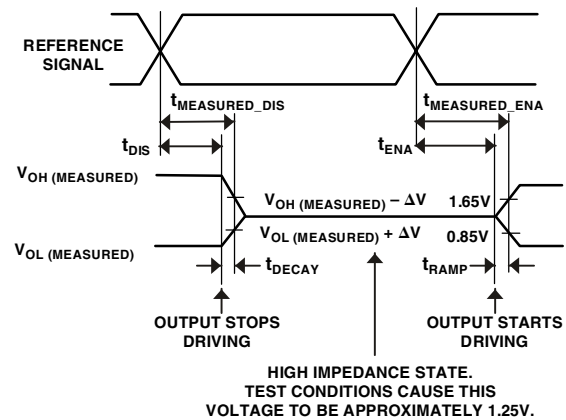 REFERENCE
SIGNAL
tMEASURED_DIS
tMEASURED_ENA
tDIS
tENA
VOH (MEASURED)
VOH (MEASURED) − ΔV
1.65V
VOL (MEASURED) + ΔV
0.85V
VOL (MEASURED)
tDECAY
tRAMP
OUTPUT STOPS
DRIVING
OUTPUT STARTS
DRIVING
HIGH IMPEDANCE STATE.
TEST CONDITIONS CAUSE THIS
VOLTAGE TO BE APPROXIMATELY 1.25V.